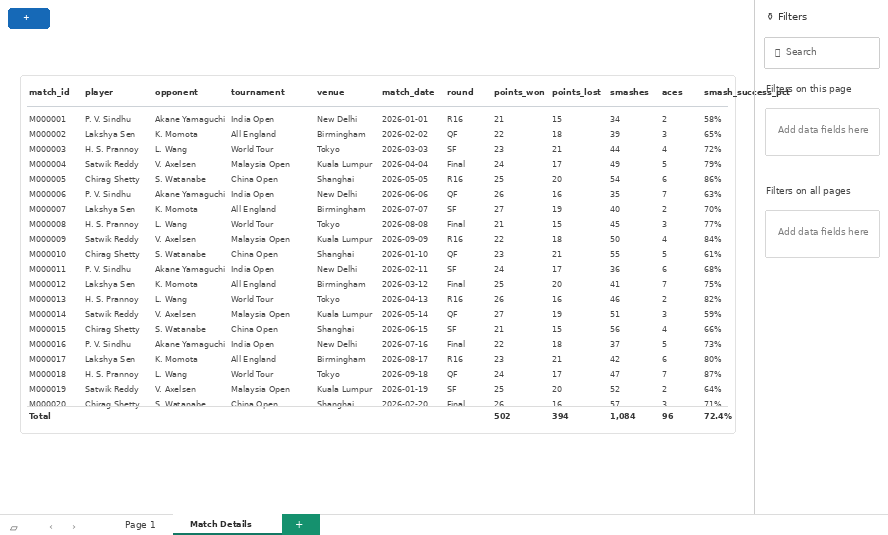 +
Filters
Search
Filters on this page
Add data fields here
Filters on all pages
Add data fields here
match_id player opponent tournament venue match_date round points_won points_lost smashes aces smash_success_pct
M000001 P. V. Sindhu Akane Yamaguchi India Open New Delhi 2026-01-01 R16 21 15 34 2 58%
M000002 Lakshya Sen K. Momota All England Birmingham 2026-02-02 QF 22 18 39 3 65%
M000003 H. S. Prannoy L. Wang World Tour Tokyo 2026-03-03 SF 23 21 44 4 72%
M000004 Satwik Reddy V. Axelsen Malaysia Open Kuala Lumpur 2026-04-04 Final 24 17 49 5 79%
M000005 Chirag Shetty S. Watanabe China Open Shanghai 2026-05-05 R16 25 20 54 6 86%
M000006 P. V. Sindhu Akane Yamaguchi India Open New Delhi 2026-06-06 QF 26 16 35 7 63%
M000007 Lakshya Sen K. Momota All England Birmingham 2026-07-07 SF 27 19 40 2 70%
M000008 H. S. Prannoy L. Wang World Tour Tokyo 2026-08-08 Final 21 15 45 3 77%
M000009 Satwik Reddy V. Axelsen Malaysia Open Kuala Lumpur 2026-09-09 R16 22 18 50 4 84%
M000010 Chirag Shetty S. Watanabe China Open Shanghai 2026-01-10 QF 23 21 55 5 61%
M000011 P. V. Sindhu Akane Yamaguchi India Open New Delhi 2026-02-11 SF 24 17 36 6 68%
M000012 Lakshya Sen K. Momota All England Birmingham 2026-03-12 Final 25 20 41 7 75%
M000013 H. S. Prannoy L. Wang World Tour Tokyo 2026-04-13 R16 26 16 46 2 82%
M000014 Satwik Reddy V. Axelsen Malaysia Open Kuala Lumpur 2026-05-14 QF 27 19 51 3 59%
M000015 Chirag Shetty S. Watanabe China Open Shanghai 2026-06-15 SF 21 15 56 4 66%
M000016 P. V. Sindhu Akane Yamaguchi India Open New Delhi 2026-07-16 Final 22 18 37 5 73%
M000017 Lakshya Sen K. Momota All England Birmingham 2026-08-17 R16 23 21 42 6 80%
M000018 H. S. Prannoy L. Wang World Tour Tokyo 2026-09-18 QF 24 17 47 7 87%
M000019 Satwik Reddy V. Axelsen Malaysia Open Kuala Lumpur 2026-01-19 SF 25 20 52 2 64%
M000020 Chirag Shetty S. Watanabe China Open Shanghai 2026-02-20 Final 26 16 57 3 71%
Total 502 394 1,084 96 72.4%
‹ › Page 1 Match Details +